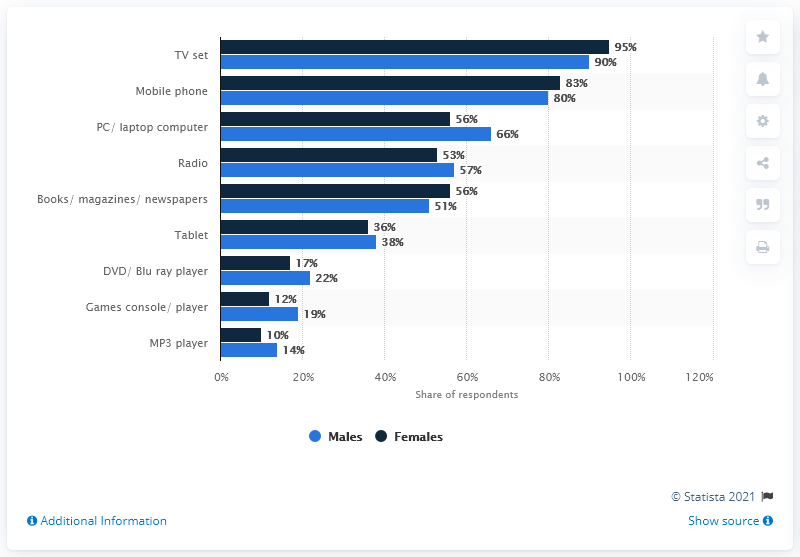 TV set
95%
90%
Mobile phone
83%
80%
PC/ laptop computer
56%
66%
Radio
53%
57%
Books/ magazines/ newspapers
56%
51%
Tablet
36%
38%
DVD/ Blu ray player
17%
22%
Games console/ player
12%
19%
MP3 player
10%
14%
0% 20% 40% 60% 80% 100% 120%
Share of respondents
Males Females
© Statista 2021
Additional Information Show source